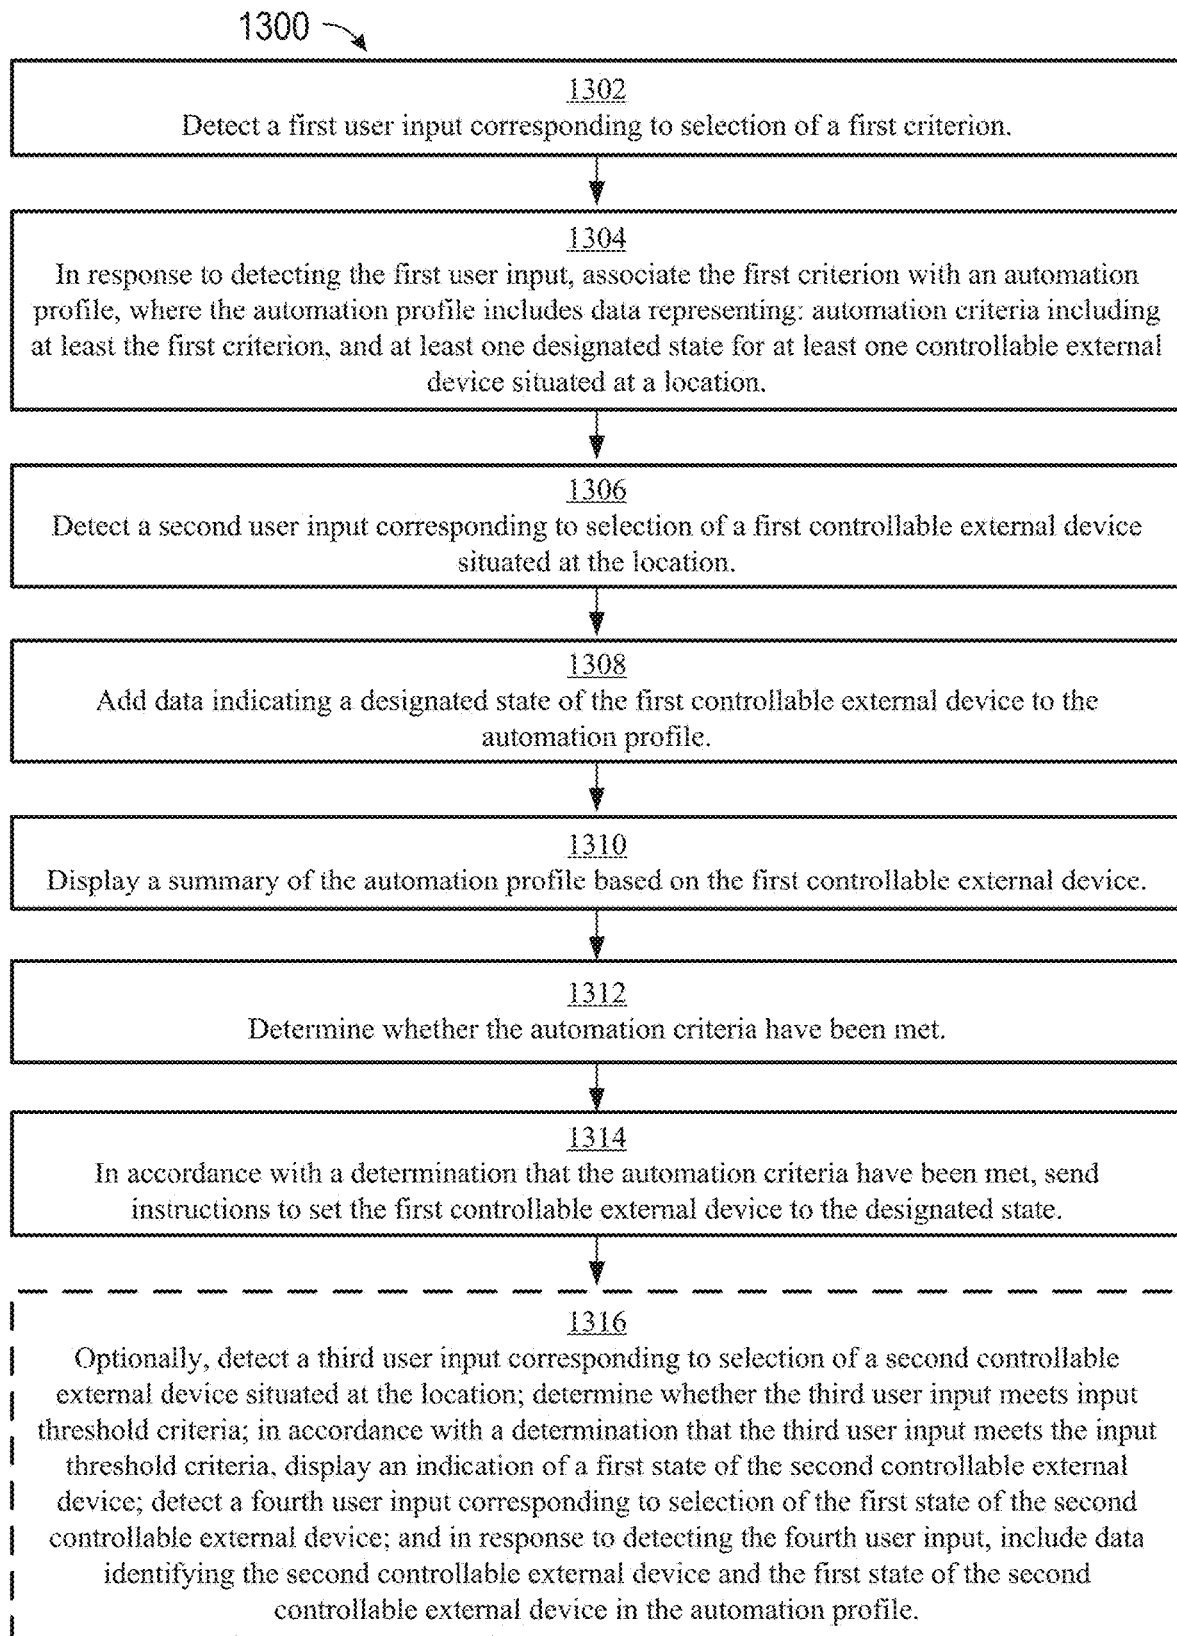 1300
1302
Detect a first user input corresponding to selection of a first criterion.
1304
In response to detecting the first user input, associate the first criterion with an automation
profile, where the automation profile includes data representing: automation criteria including
at least the first criterion, and at least one designated state for at least one controllable external
device situated at a location.
1306
Detect a second user input corresponding to selection of a first controllable external device
situated at the location.
1308
Add data indicating a designated state of the first controllable external device to the
automation profile.
1310
Display a summary of the automation profile based on the first controllable external device.
1312
Determine whether the automation criteria have been met.
1314
In accordance with a determination that the automation criteria have been met, send
instructions to set the first controllable external device to the designated state.
1316
Optionally, detect a third user input corresponding to selection of a second controllable
external device situated at the location; determine whether the third user input meets input
threshold criteria; in accordance with a determination that the third user input meets the input
threshold criteria, display an indication of a first state of the second controllable external
device; detect a fourth user input corresponding to selection of the first state of the second
controllable external device; and in response to detecting the fourth user input, include data
identifying the second controllable external device and the first state of the second
controllable external device in the automation profile.